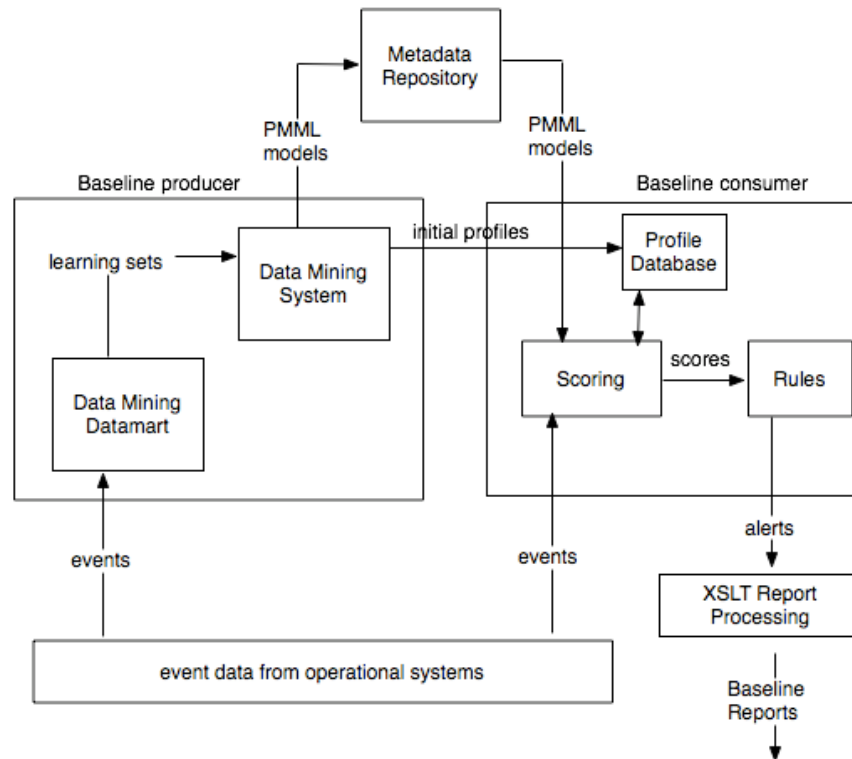 Metadata
Repository
PMML
models
PMML
models
Baseline producer
Baseline consumer
learning sets
Data Mining
System
initial profiles
Profile
Database
Data Mining
Datamart
Scoring
scores
Rules
events
events
alerts
XSLT Report
Processing
event data from operational systems
Baseline
Reports